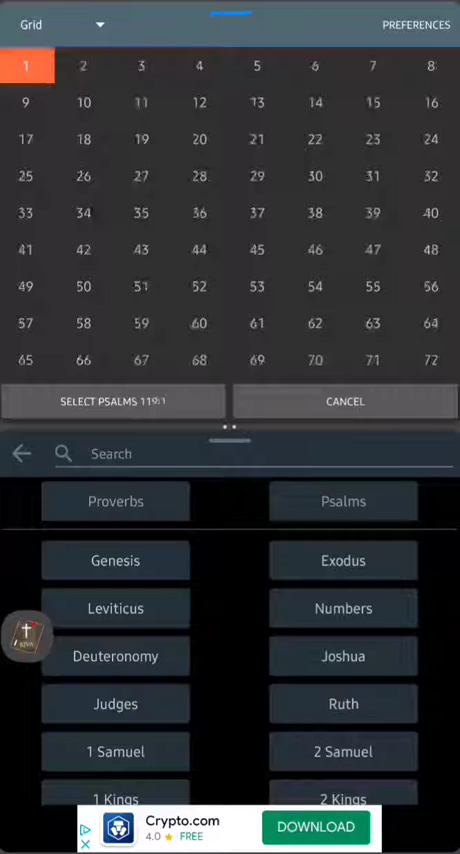 Grid PREFERENCES
1 2 3 4 5 6 7 8
9 10 11 12 13 14 15 16
17 18 19 20 21 22 23 24
25 26 27 28 29 30 31 32
33 34 35 36 37 38 39 40
41 42 43 44 45 46 47 48
49 50 51 52 53 54 55 56
57 58 59 60 61 62 63 64
65 66 67 68 69 70 71 72
SELECT PSALMS 119:1 CANCEL
Search
Proverbs Psalms
Genesis Exodus
Leviticus Numbers
Deuteronomy Joshua
Judges Ruth
1 Samuel 2 Samuel
1 Kings 2 Kings
Crypto.com
4.0 ★ FREE
DOWNLOAD